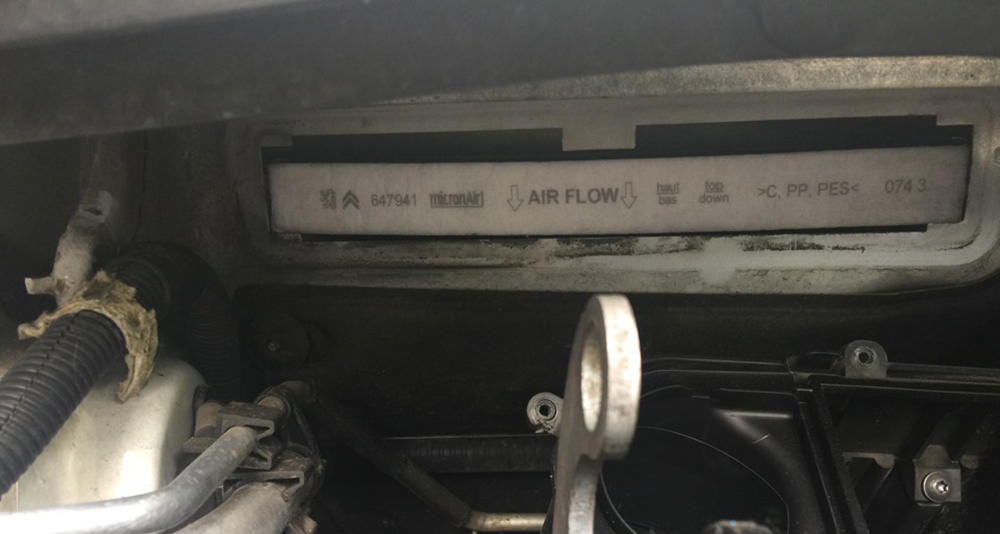 647941 micronAir AIR FLOW haut top >C, PP, PES< 074 3
bas down